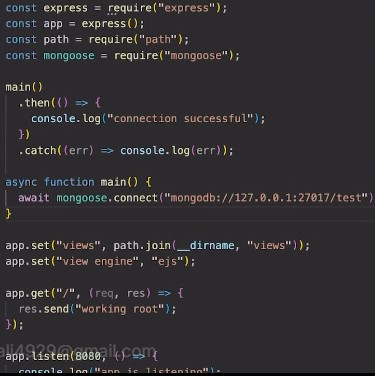 const express = require("express");
const app = express();
const path = require("path");
const mongoose = require("mongoose");

main()
  .then(() => {
    console.log("connection successful");
  })
  .catch((err) => console.log(err));

async function main() {
  await mongoose.connect("mongodb://127.0.0.1:27017/test")
}

app.set("views", path.join(__dirname, "views"));
app.set("view engine", "ejs");

app.get("/", (req, res) => {
  res.send("working root");
});

ali4929@gmail.com
app.listen(8080, () => {
  console.log("app is listening");